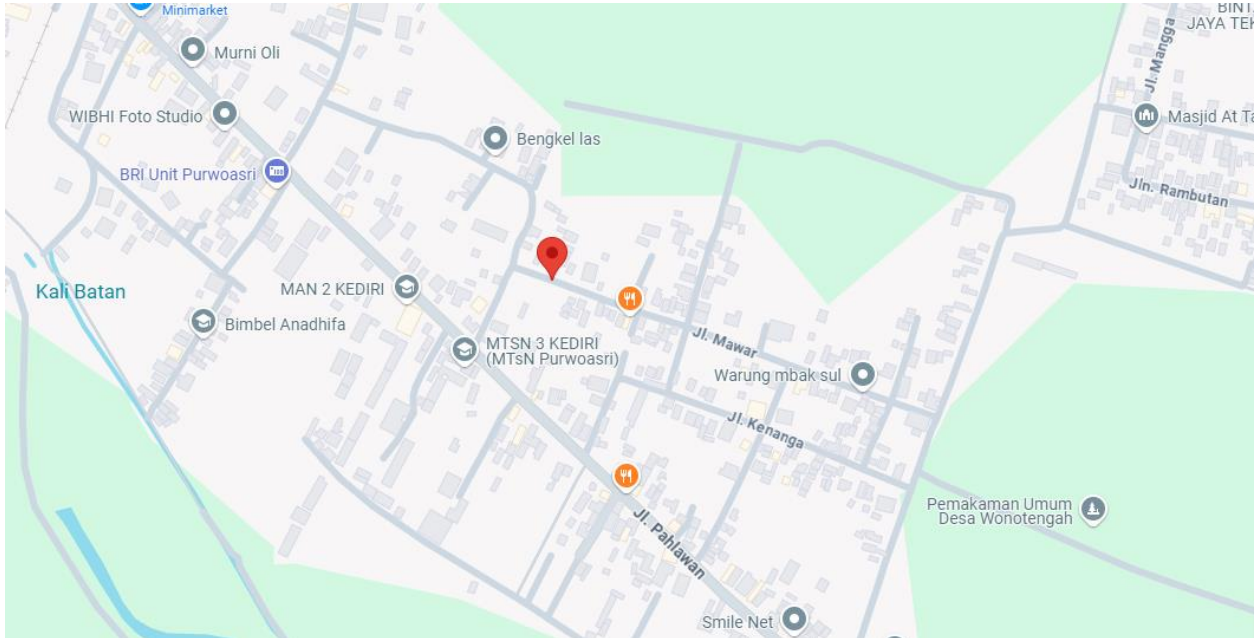 Minimarket
BINT
JAYA TEK
Jl. Mangga
Murni Oli
WIBHI Foto Studio
Masjid At Ta
Bengkel las
BRI Unit Purwoasri
Jln. Rambutan
Kali Batan
MAN 2 KEDIRI
Bimbel Anadhifa
MTSN 3 KEDIRI
(MTsN Purwoasri)
Jl. Mawar
Warung mbak sul
Jl. Kenanga
Pemakaman Umum
Desa Wonotengah
Jl. Pahlawan
Smile Net